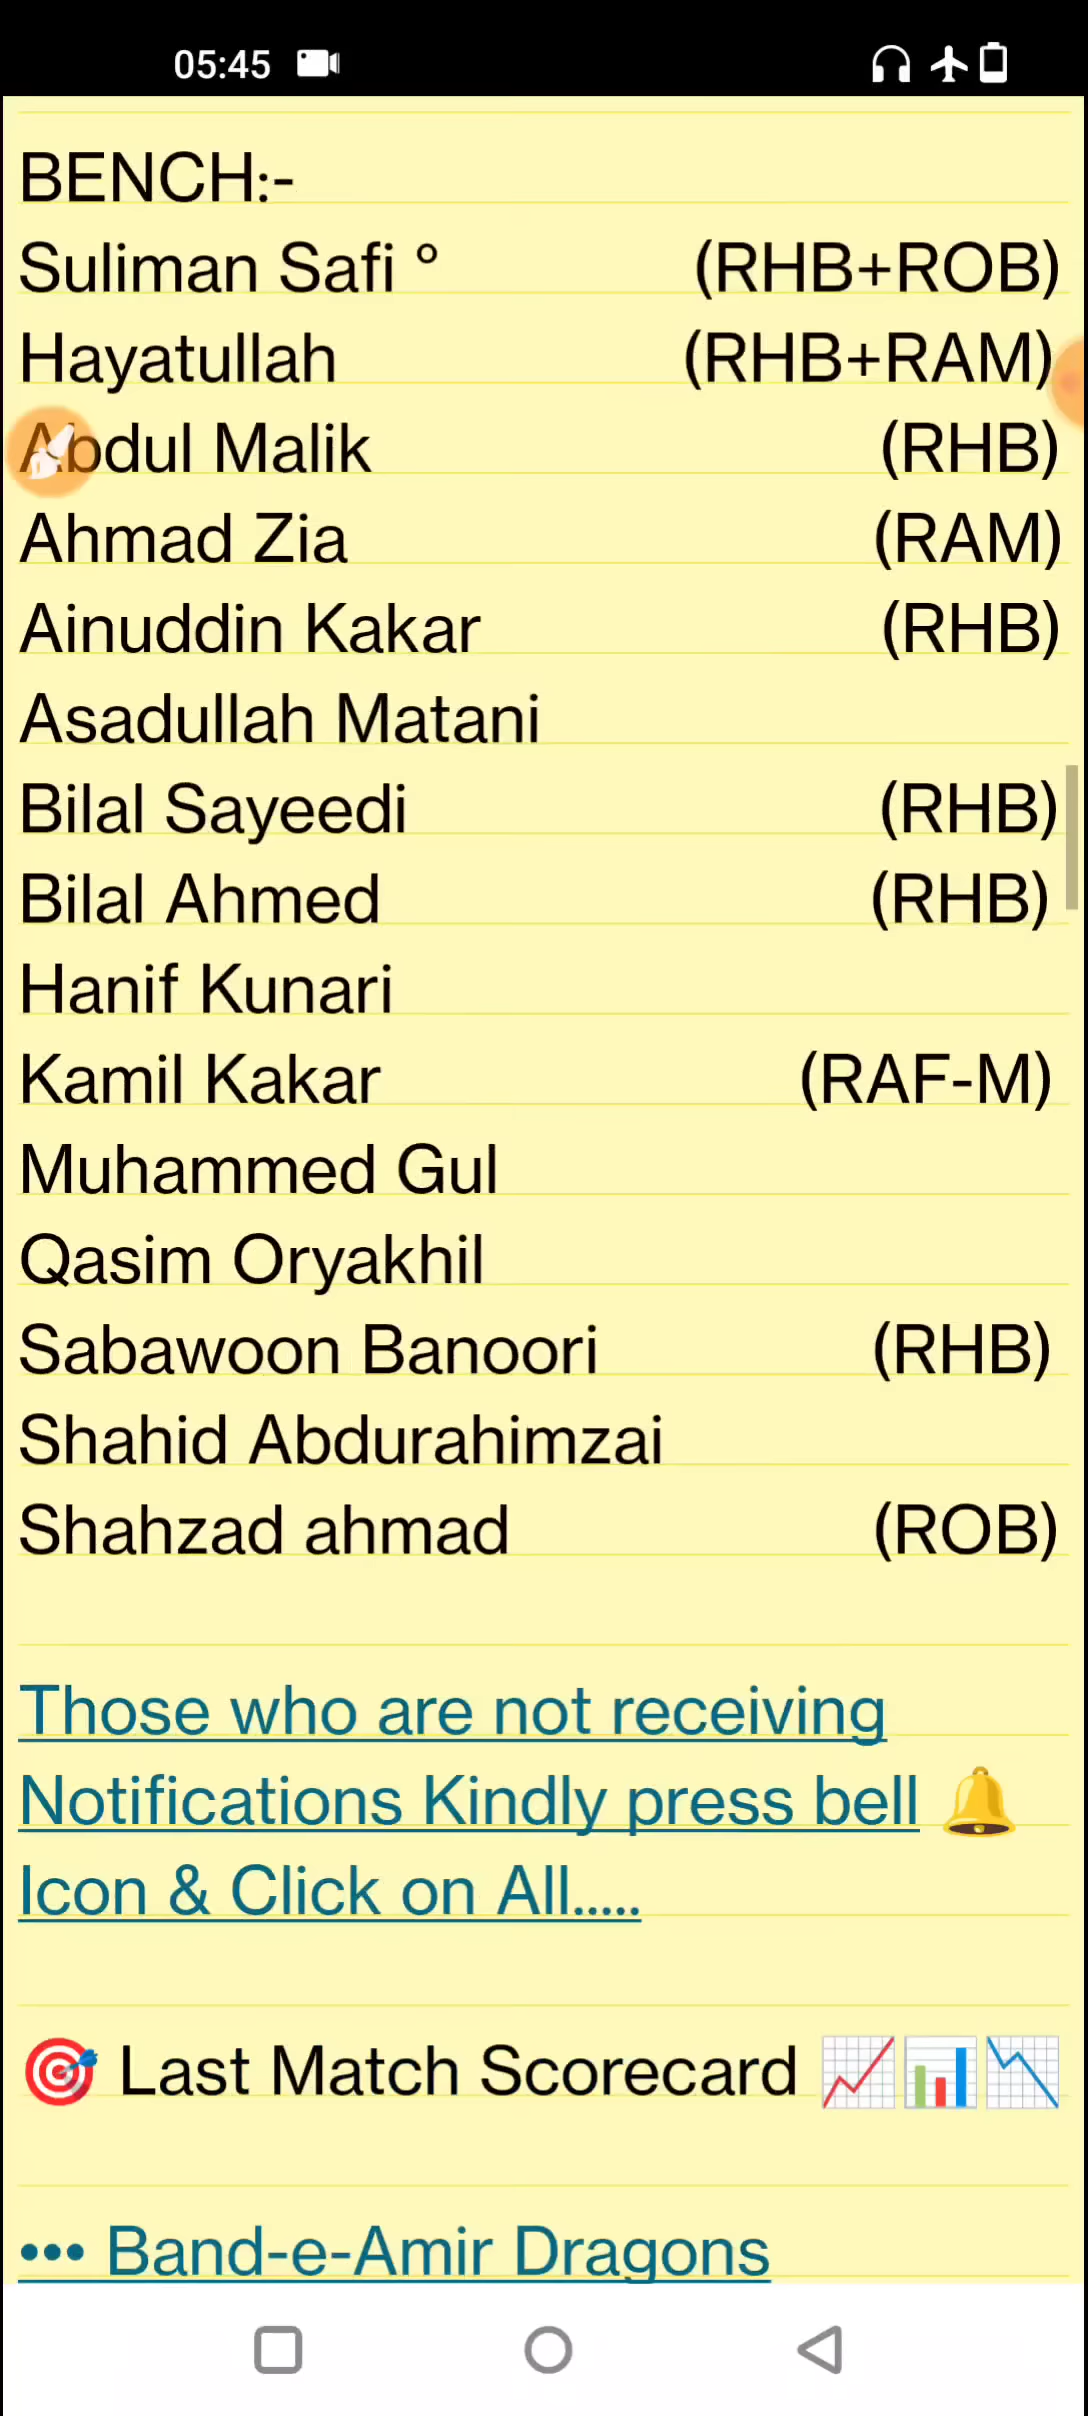 05:45
BENCH:-
Suliman Safi ° (RHB+ROB)
Hayatullah (RHB+RAM)
Abdul Malik (RHB)
Ahmad Zia (RAM)
Ainuddin Kakar (RHB)
Asadullah Matani
Bilal Sayeedi (RHB)
Bilal Ahmed (RHB)
Hanif Kunari
Kamil Kakar (RAF-M)
Muhammed Gul
Qasim Oryakhil
Sabawoon Banoori (RHB)
Shahid Abdurahimzai
Shahzad ahmad (ROB)
Those who are not receiving
Notifications Kindly press bell 🔔
Icon & Click on All.....
🎯 Last Match Scorecard 📈📊📉
••• Band-e-Amir Dragons